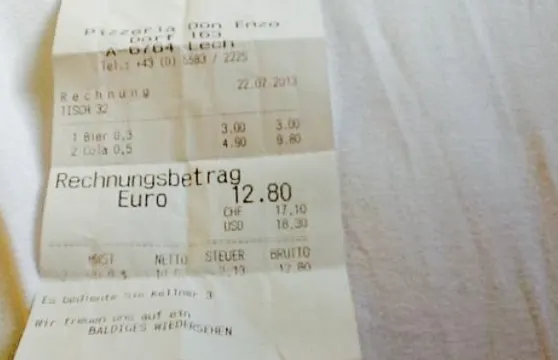 Pizzeria Don Enzo
Dorf 163
A-6764 Lech
Tel.: +43 (0) 5583 / 2225
Rechnung 22.07.2013
TISCH 32
1 Bier 0,3 3.00 3.00
2 Cola 0,5 4.90 9.80
Rechnungsbetrag
Euro 12.80
CHF 17.10
USD 18.30
MWST NETTO STEUER BRUTTO
2.13 12.80
Es bediente Sie Kellner 3
Wir freuen uns auf ein
BALDIGES WIEDERSEHEN